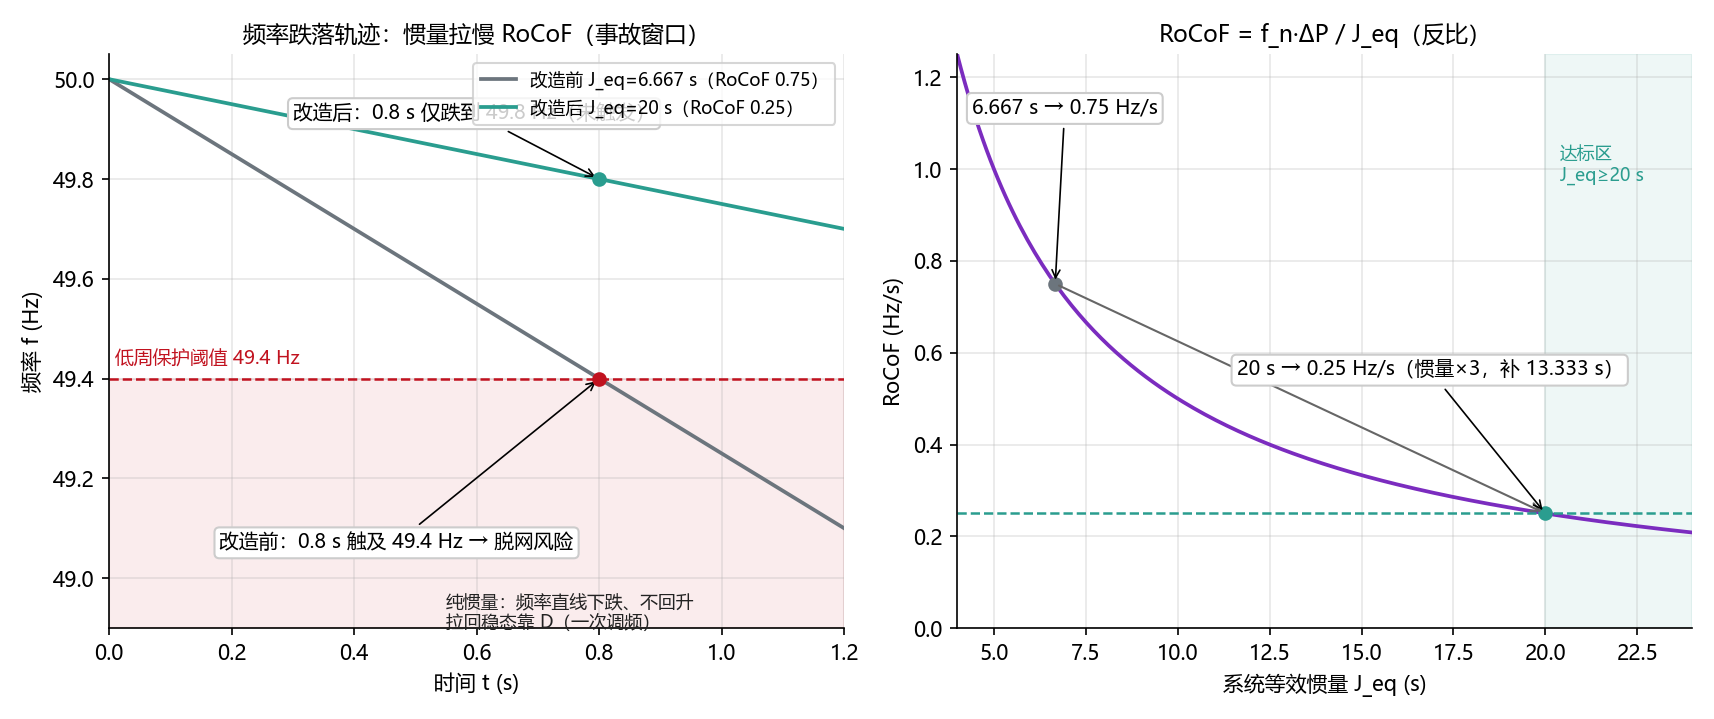 频率跌落轨迹：惯量拉慢 RoCoF（事故窗口）
改造前 J_eq=6.667 s（RoCoF 0.75）
改造后 J_eq=20 s（RoCoF 0.25）
改造后：0.8 s 仅跌到 49.8 Hz（未触发）
低周保护阈值 49.4 Hz
改造前：0.8 s 触及 49.4 Hz → 脱网风险
纯惯量：频率直线下跌、不回升
拉回稳态靠 D（一次调频）
频率 f (Hz)
50.0
49.8
49.6
49.4
49.2
49.0
0.0 0.2 0.4 0.6 0.8 1.0 1.2
时间 t (s)
RoCoF = f_n·ΔP / J_eq（反比）
6.667 s → 0.75 Hz/s
达标区
J_eq≥20 s
20 s → 0.25 Hz/s（惯量×3，补 13.333 s）
RoCoF (Hz/s)
1.2
1.0
0.8
0.6
0.4
0.2
0.0
5.0 7.5 10.0 12.5 15.0 17.5 20.0 22.5
系统等效惯量 J_eq (s)